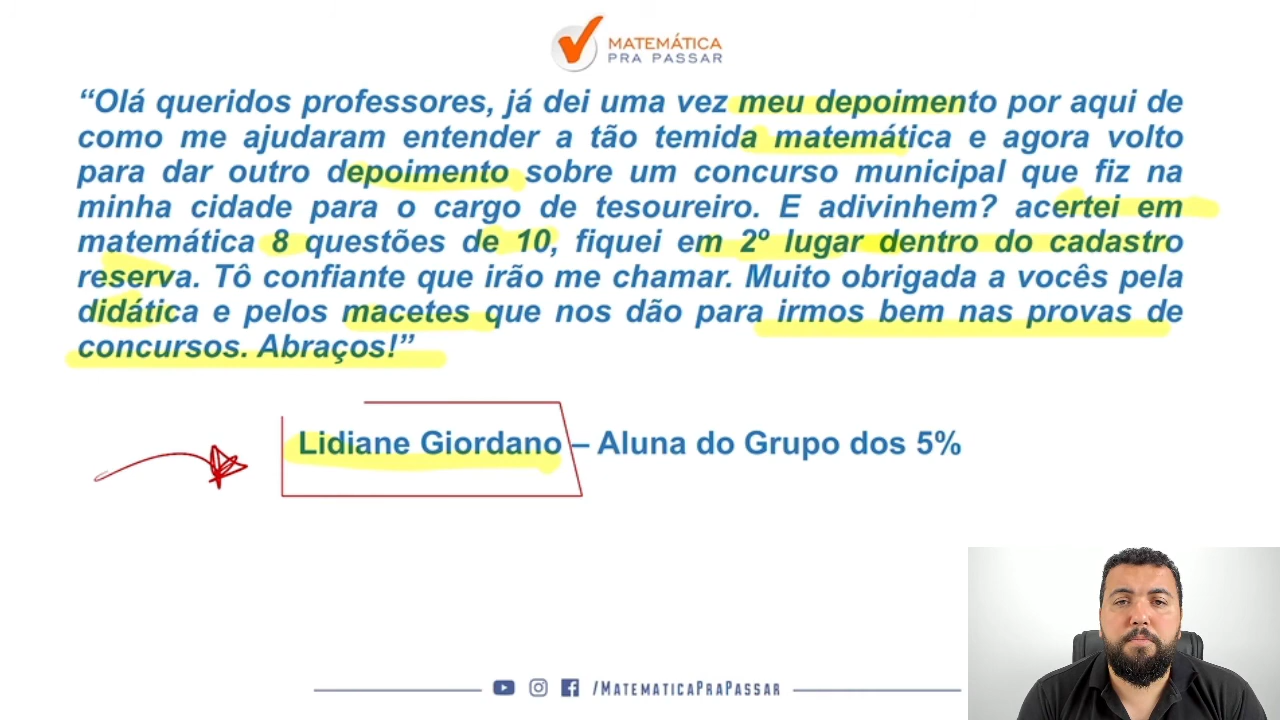 MATEMÁTICA
PRA PASSAR
“Olá queridos professores, já dei uma vez meu depoimento por aqui de
como me ajudaram entender a tão temida matemática e agora volto
para dar outro depoimento sobre um concurso municipal que fiz na
minha cidade para o cargo de tesoureiro. E adivinhem? acertei em
matemática 8 questões de 10, fiquei em 2º lugar dentro do cadastro
reserva. Tô confiante que irão me chamar. Muito obrigada a vocês pela
didática e pelos macetes que nos dão para irmos bem nas provas de
concursos. Abraços!”
Lidiane Giordano – Aluna do Grupo dos 5%
/MATEMATICAPRAPASSAR